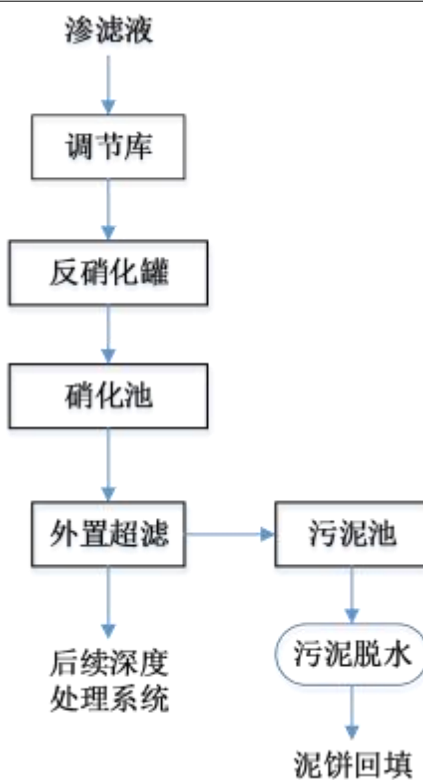 渗滤液
调节库
反硝化罐
硝化池
外置超滤
污泥池
后续深度
处理系统
污泥脱水
泥饼回填